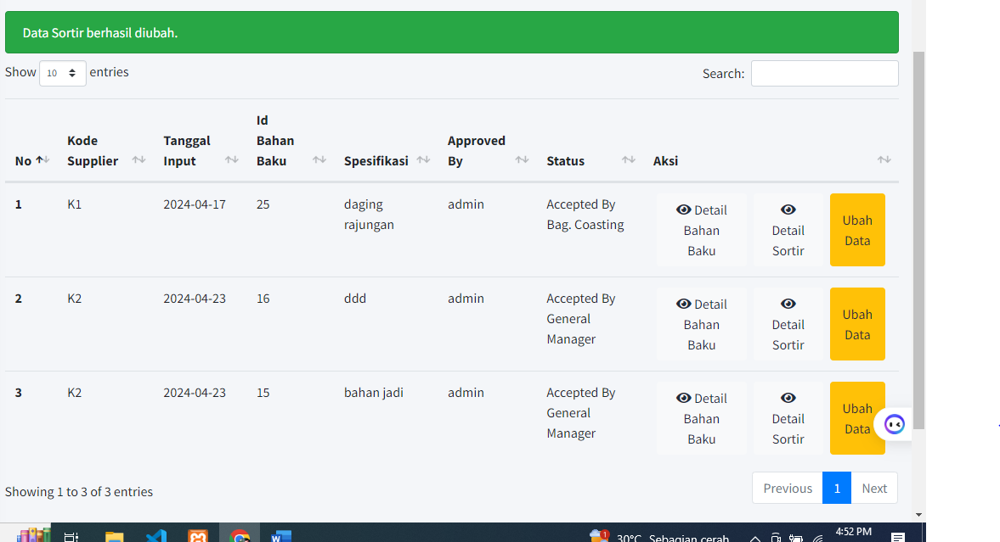 Data Sortir berhasil diubah.
Show 10 entries
Search:
No
Kode Supplier
Tanggal Input
Id Bahan Baku
Spesifikasi
Approved By
Status
Aksi
1 K1 2024-04-17 25 daging rajungan admin Accepted By Bag. Coasting Detail Bahan Baku Detail Sortir Ubah Data
2 K2 2024-04-23 16 ddd admin Accepted By General Manager Detail Bahan Baku Detail Sortir Ubah Data
3 K2 2024-04-23 15 bahan jadi admin Accepted By General Manager Detail Bahan Baku Detail Sortir Ubah Data
Showing 1 to 3 of 3 entries
Previous 1 Next
1 30°C Sebagian cerah 4:52 PM